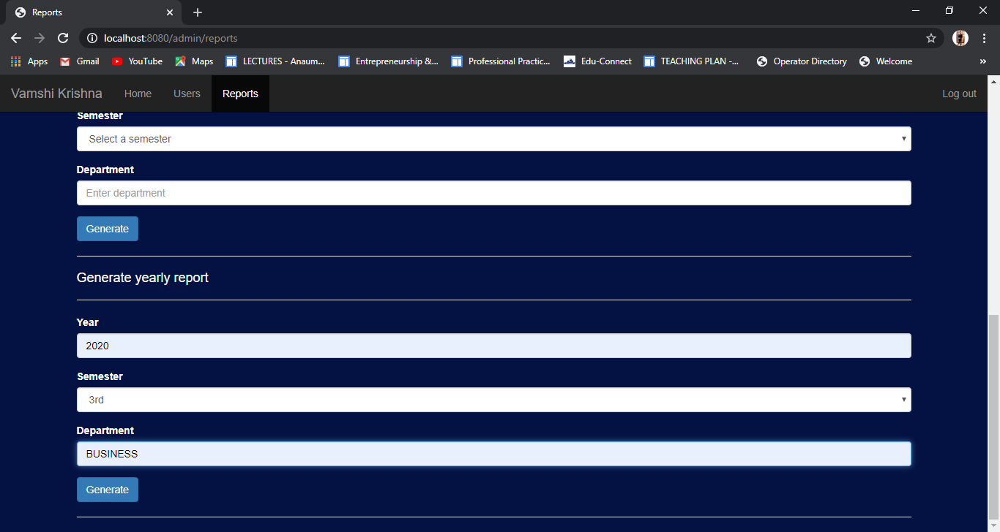 Reports
localhost:8080/admin/reports
Apps Gmail YouTube Maps LECTURES - Anaum... Entrepreneurship &... Professional Practic... Edu-Connect TEACHING PLAN -... Operator Directory Welcome »
Vamshi Krishna Home Users Reports Log out
Semester
Select a semester
Department
Enter department
Generate
Generate yearly report
Year
2020
Semester
3rd
Department
BUSINESS
Generate